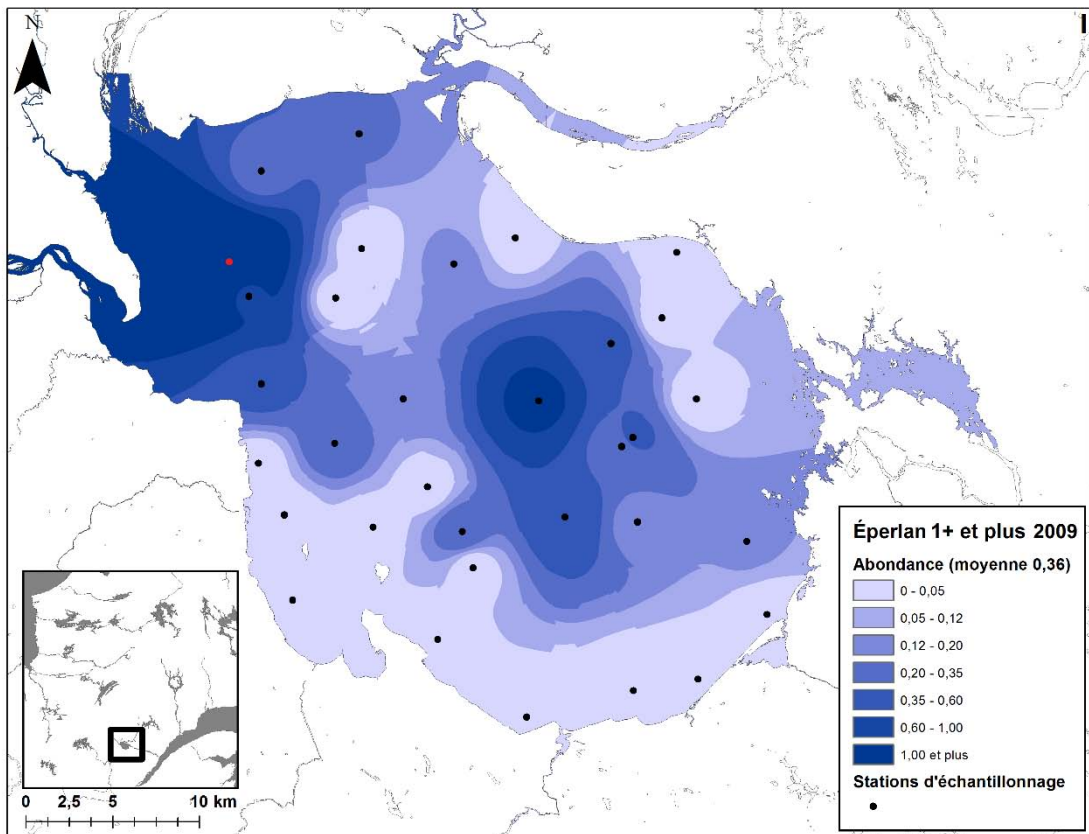 N
Éperlan 1+ et plus 2009
Abondance (moyenne 0,36)
0 - 0,05
0,05 - 0,12
0,12 - 0,20
0,20 - 0,35
0,35 - 0,60
0,60 - 1,00
1,00 et plus
Stations d'échantillonnage
0 2,5 5 10 km